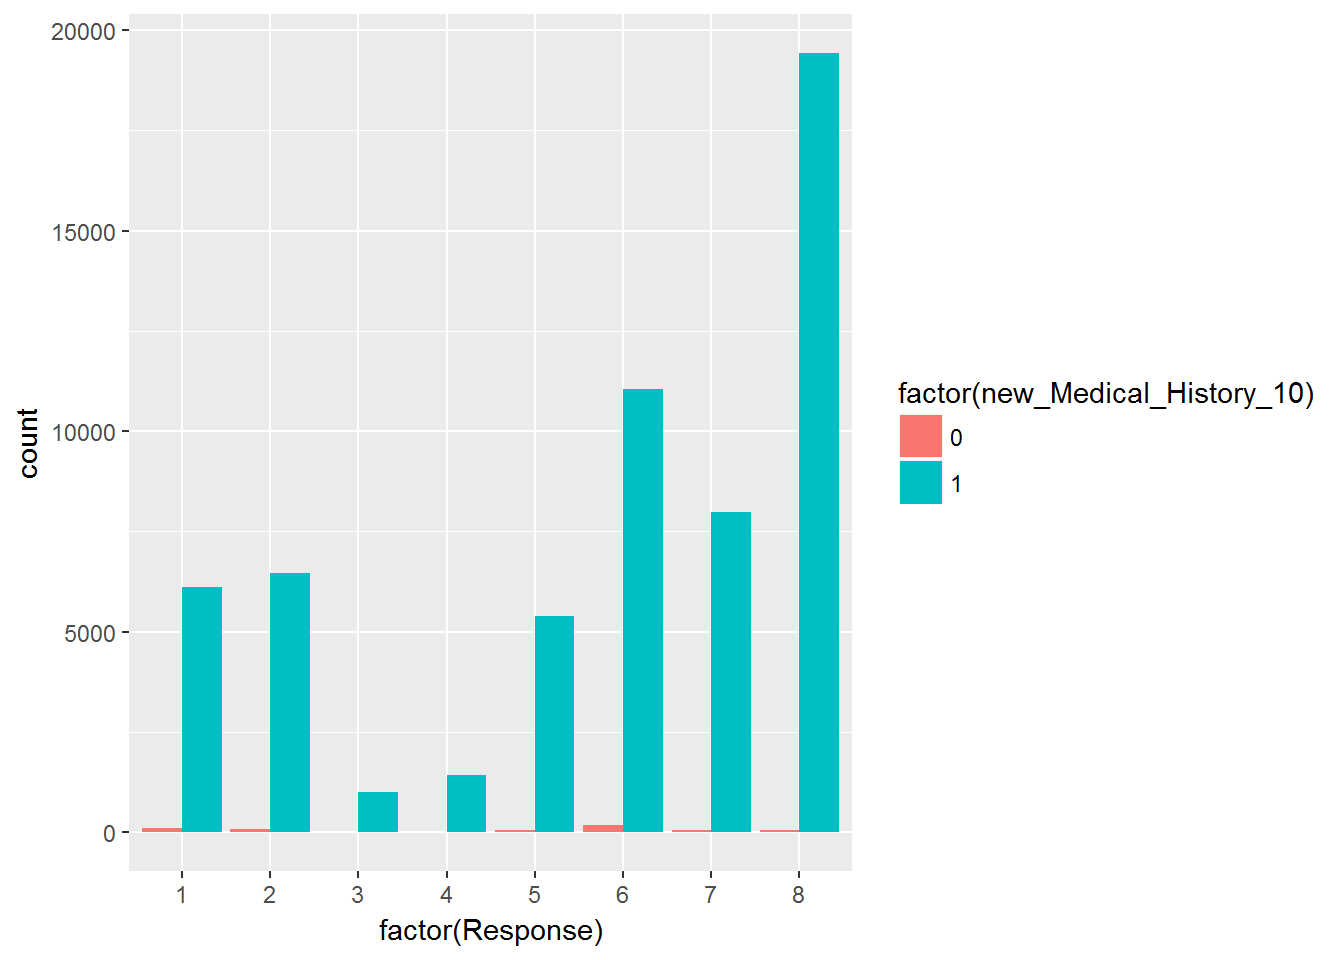 20000
15000
10000
5000
0
count
1 2 3 4 5 6 7 8
factor(Response)
factor(new_Medical_History_10)
0
1